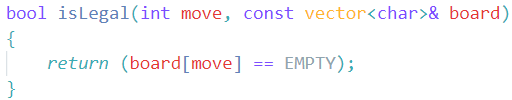 bool isLegal(int move, const vector<char>& board)
{
    return (board[move] == EMPTY);
}